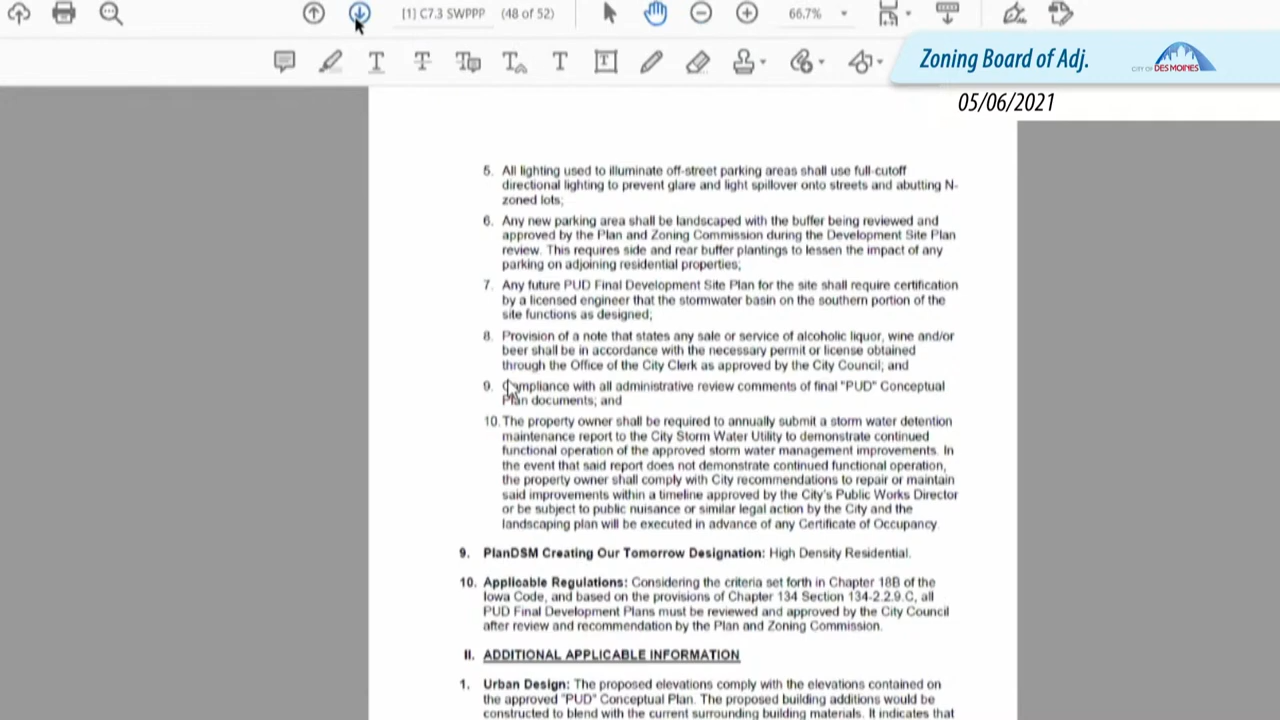 [1] C7.3 SWPPP (48 of 52) 66.7%
Zoning Board of Adj.
CITY OF DES MOINES
05/06/2021
5. All lighting used to illuminate off-street parking areas shall use full-cutoff
directional lighting to prevent glare and light spillover onto streets and abutting N-
zoned lots;
6. Any new parking area shall be landscaped with the buffer being reviewed and
approved by the Plan and Zoning Commission during the Development Site Plan
review. This requires side and rear buffer plantings to lessen the impact of any
parking on adjoining residential properties;
7. Any future PUD Final Development Site Plan for the site shall require certification
by a licensed engineer that the stormwater basin on the southern portion of the
site functions as designed;
8. Provision of a note that states any sale or service of alcoholic liquor, wine and/or
beer shall be in accordance with the necessary permit or license obtained
through the Office of the City Clerk as approved by the City Council; and
9. Compliance with all administrative review comments of final "PUD" Conceptual
Plan documents; and
10. The property owner shall be required to annually submit a storm water detention
maintenance report to the City Storm Water Utility to demonstrate continued
functional operation of the approved storm water management improvements. In
the event that said report does not demonstrate continued functional operation,
the property owner shall comply with City recommendations to repair or maintain
said improvements within a timeline approved by the City's Public Works Director
or be subject to public nuisance or similar legal action by the City and the
landscaping plan will be executed in advance of any Certificate of Occupancy.
9. PlanDSM Creating Our Tomorrow Designation: High Density Residential.
10. Applicable Regulations: Considering the criteria set forth in Chapter 18B of the
Iowa Code, and based on the provisions of Chapter 134 Section 134-2.2.9.C, all
PUD Final Development Plans must be reviewed and approved by the City Council
after review and recommendation by the Plan and Zoning Commission.
II. ADDITIONAL APPLICABLE INFORMATION
1. Urban Design: The proposed elevations comply with the elevations contained on
the approved "PUD" Conceptual Plan. The proposed building additions would be
constructed to blend with the current surrounding building materials. It indicates that